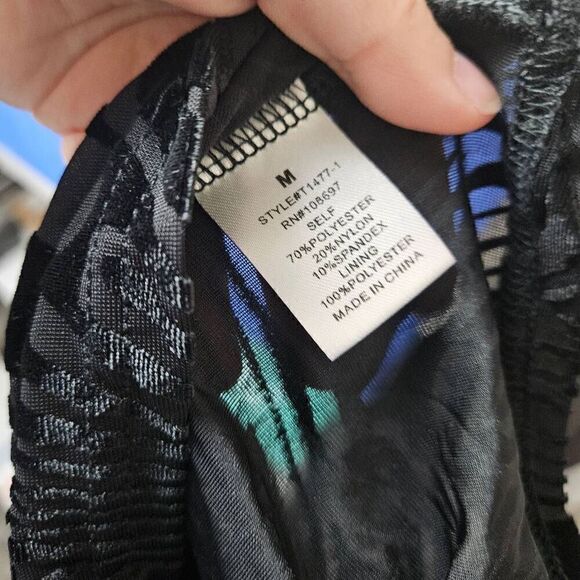 M
STYLE#T1477-1
RN#108697
SELF
70%POLYESTER
20%NYLON
10%SPANDEX
LINING
100%POLYESTER
MADE IN CHINA